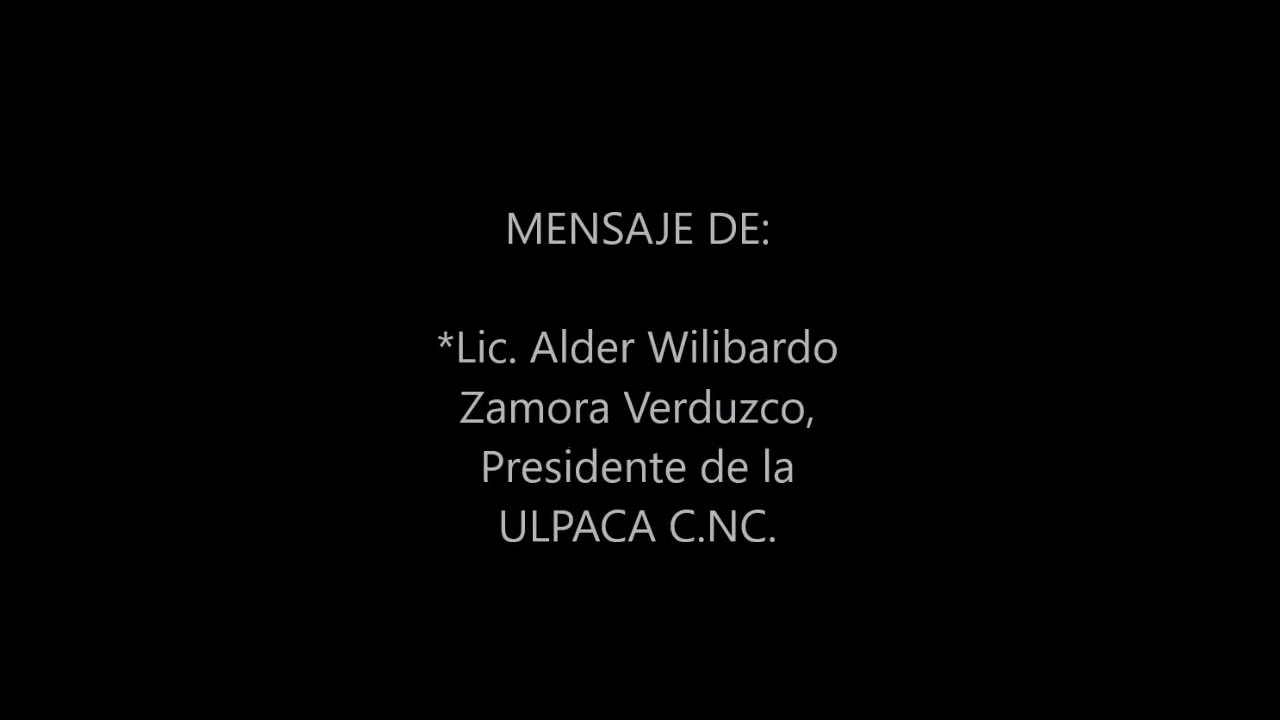 MENSAJE DE:
*Lic. Alder Wilibardo
Zamora Verduzco,
Presidente de la
ULPACA C.NC.